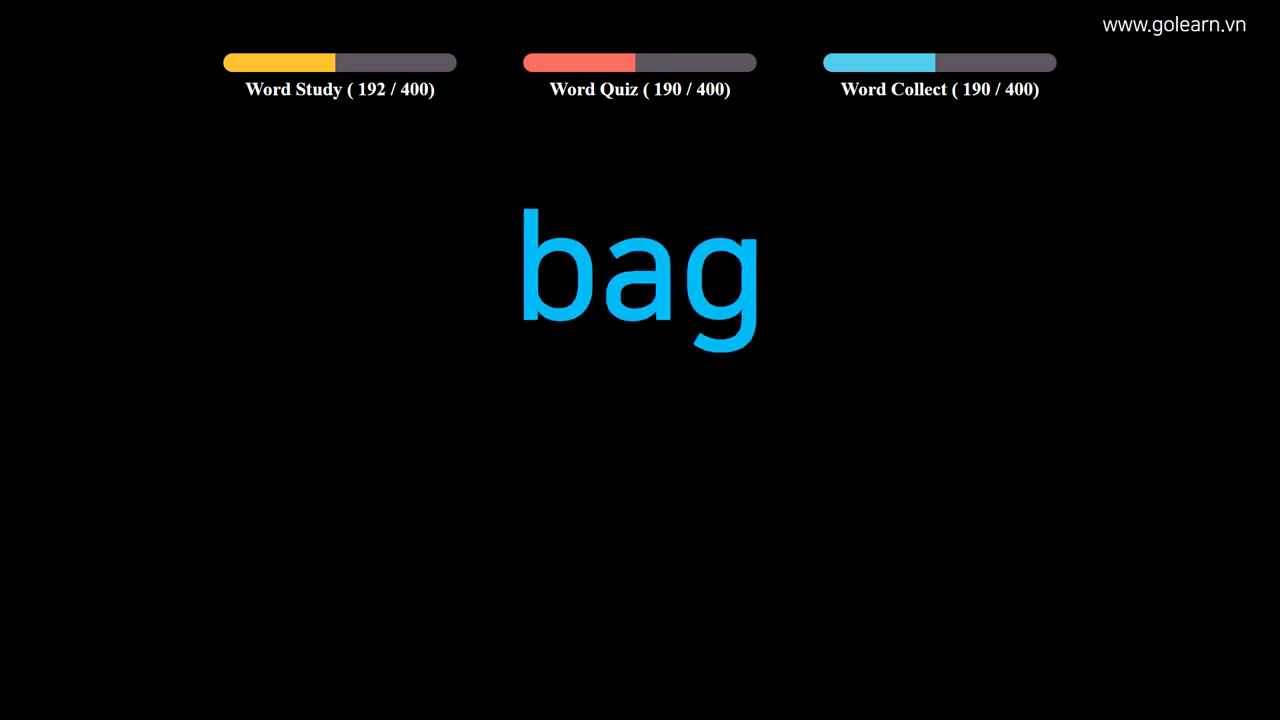 www.golearn.vn
Word Study ( 192 / 400)
Word Quiz ( 190 / 400)
Word Collect ( 190 / 400)
bag